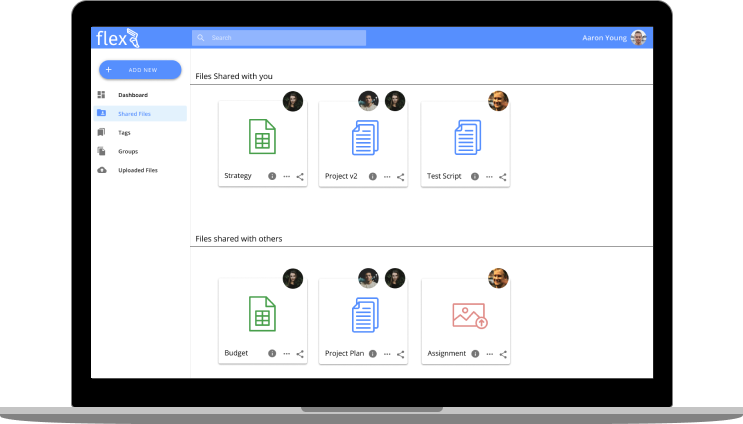 flex
Search
Aaron Young
+ ADD NEW
Dashboard
Shared Files
Tags
Groups
Uploaded Files
Files Shared with you
Strategy
Project v2
Test Script
Files shared with others
Budget
Project Plan
Assignment